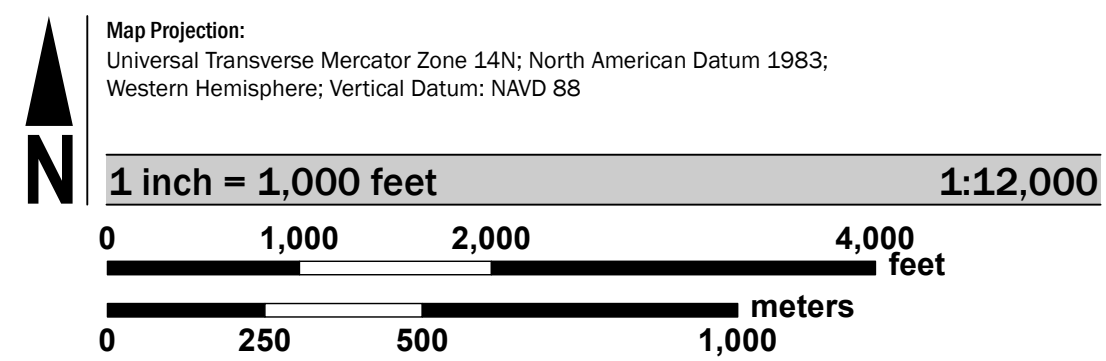 Map Projection:
Universal Transverse Mercator Zone 14N; North American Datum 1983;
Western Hemisphere; Vertical Datum: NAVD 88
N
1 inch = 1,000 feet 1:12,000
0 1,000 2,000 4,000
feet
meters
0 250 500 1,000